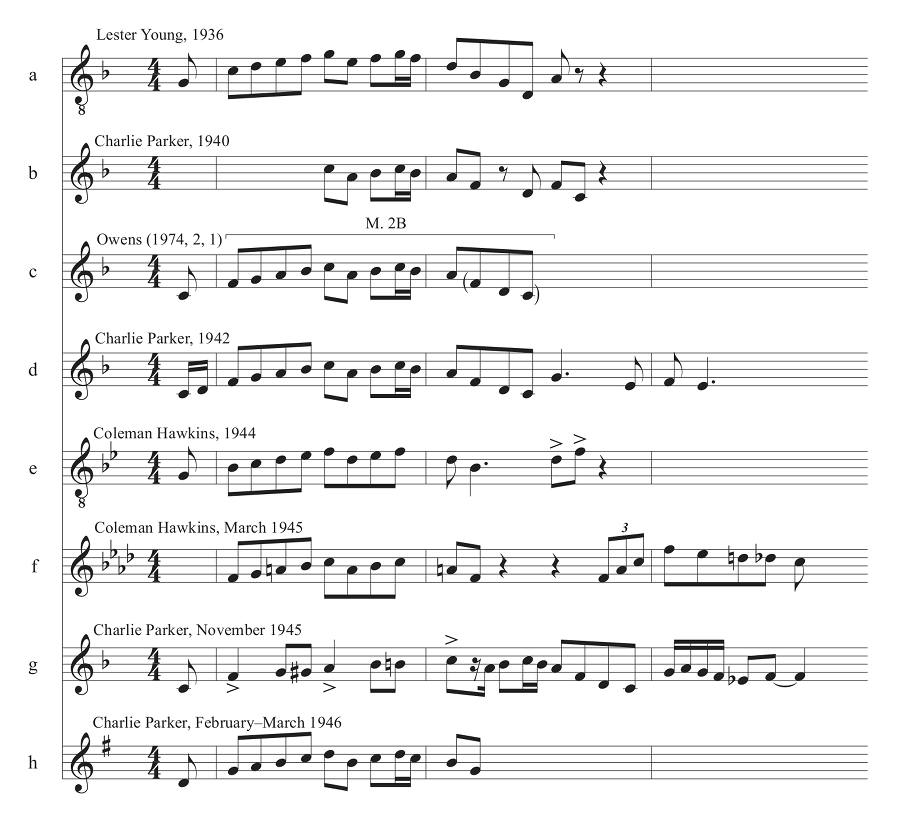 Lester Young, 1936
a
8
Charlie Parker, 1940
b
M. 2B
Owens (1974, 2, 1)
c
( )
Charlie Parker, 1942
d
Coleman Hawkins, 1944
e
8
Coleman Hawkins, March 1945
3
f
Charlie Parker, November 1945
g
Charlie Parker, February–March 1946
h